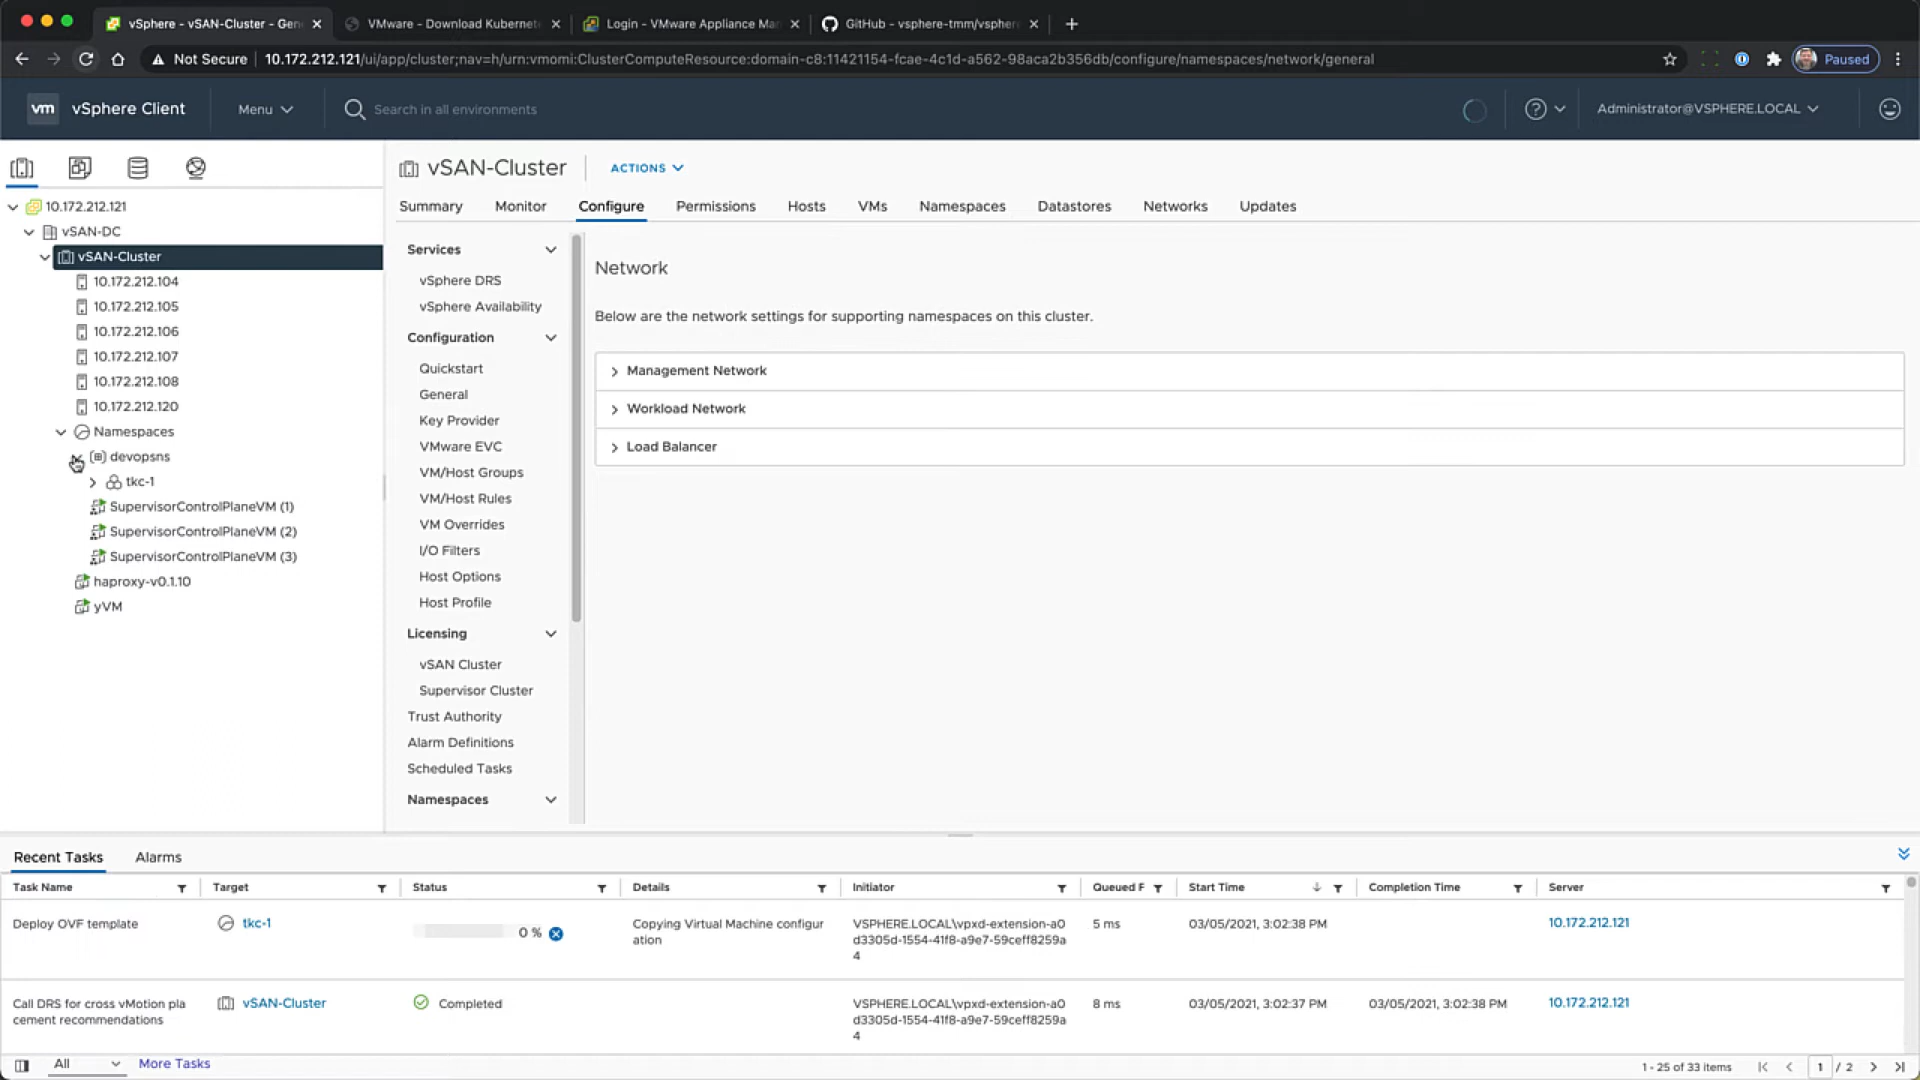 vSphere - vSAN-Cluster - Gen
VMware - Download Kubernet
Login - VMware Appliance Ma
GitHub - vsphere-tmm/vspher
Not Secure
10.172.212.121/ui/app/cluster;nav=h/urn:vmomi:ClusterComputeResource:domain-c8:11421154-fcae-4c1d-a562-98aca2b356db/configure/namespaces/network/general
Paused
vm
vSphere Client
Menu
Search in all environments
Administrator@VSPHERE.LOCAL
10.172.212.121
vSAN-DC
vSAN-Cluster
10.172.212.104
10.172.212.105
10.172.212.106
10.172.212.107
10.172.212.108
10.172.212.120
Namespaces
devopsns
tkc-1
SupervisorControlPlaneVM (1)
SupervisorControlPlaneVM (2)
SupervisorControlPlaneVM (3)
haproxy-v0.1.10
yVM
vSAN-Cluster
ACTIONS
Summary
Monitor
Configure
Permissions
Hosts
VMs
Namespaces
Datastores
Networks
Updates
Services
vSphere DRS
vSphere Availability
Configuration
Quickstart
General
Key Provider
VMware EVC
VM/Host Groups
VM/Host Rules
VM Overrides
I/O Filters
Host Options
Host Profile
Licensing
vSAN Cluster
Supervisor Cluster
Trust Authority
Alarm Definitions
Scheduled Tasks
Namespaces
Network
Below are the network settings for supporting namespaces on this cluster.
Management Network
Workload Network
Load Balancer
Recent Tasks
Alarms
Task Name
Target
Status
Details
Initiator
Queued F
Start Time
Completion Time
Server
Deploy OVF template
tkc-1
0 %
Copying Virtual Machine configur
ation
VSPHERE.LOCAL\vpxd-extension-a0
d3305d-1554-41f8-a9e7-59ceff8259a
4
5 ms
03/05/2021, 3:02:38 PM
10.172.212.121
Call DRS for cross vMotion pla
cement recommendations
vSAN-Cluster
Completed
VSPHERE.LOCAL\vpxd-extension-a0
d3305d-1554-41f8-a9e7-59ceff8259a
4
8 ms
03/05/2021, 3:02:37 PM
03/05/2021, 3:02:38 PM
10.172.212.121
All
More Tasks
1 - 25 of 33 items
1 / 2